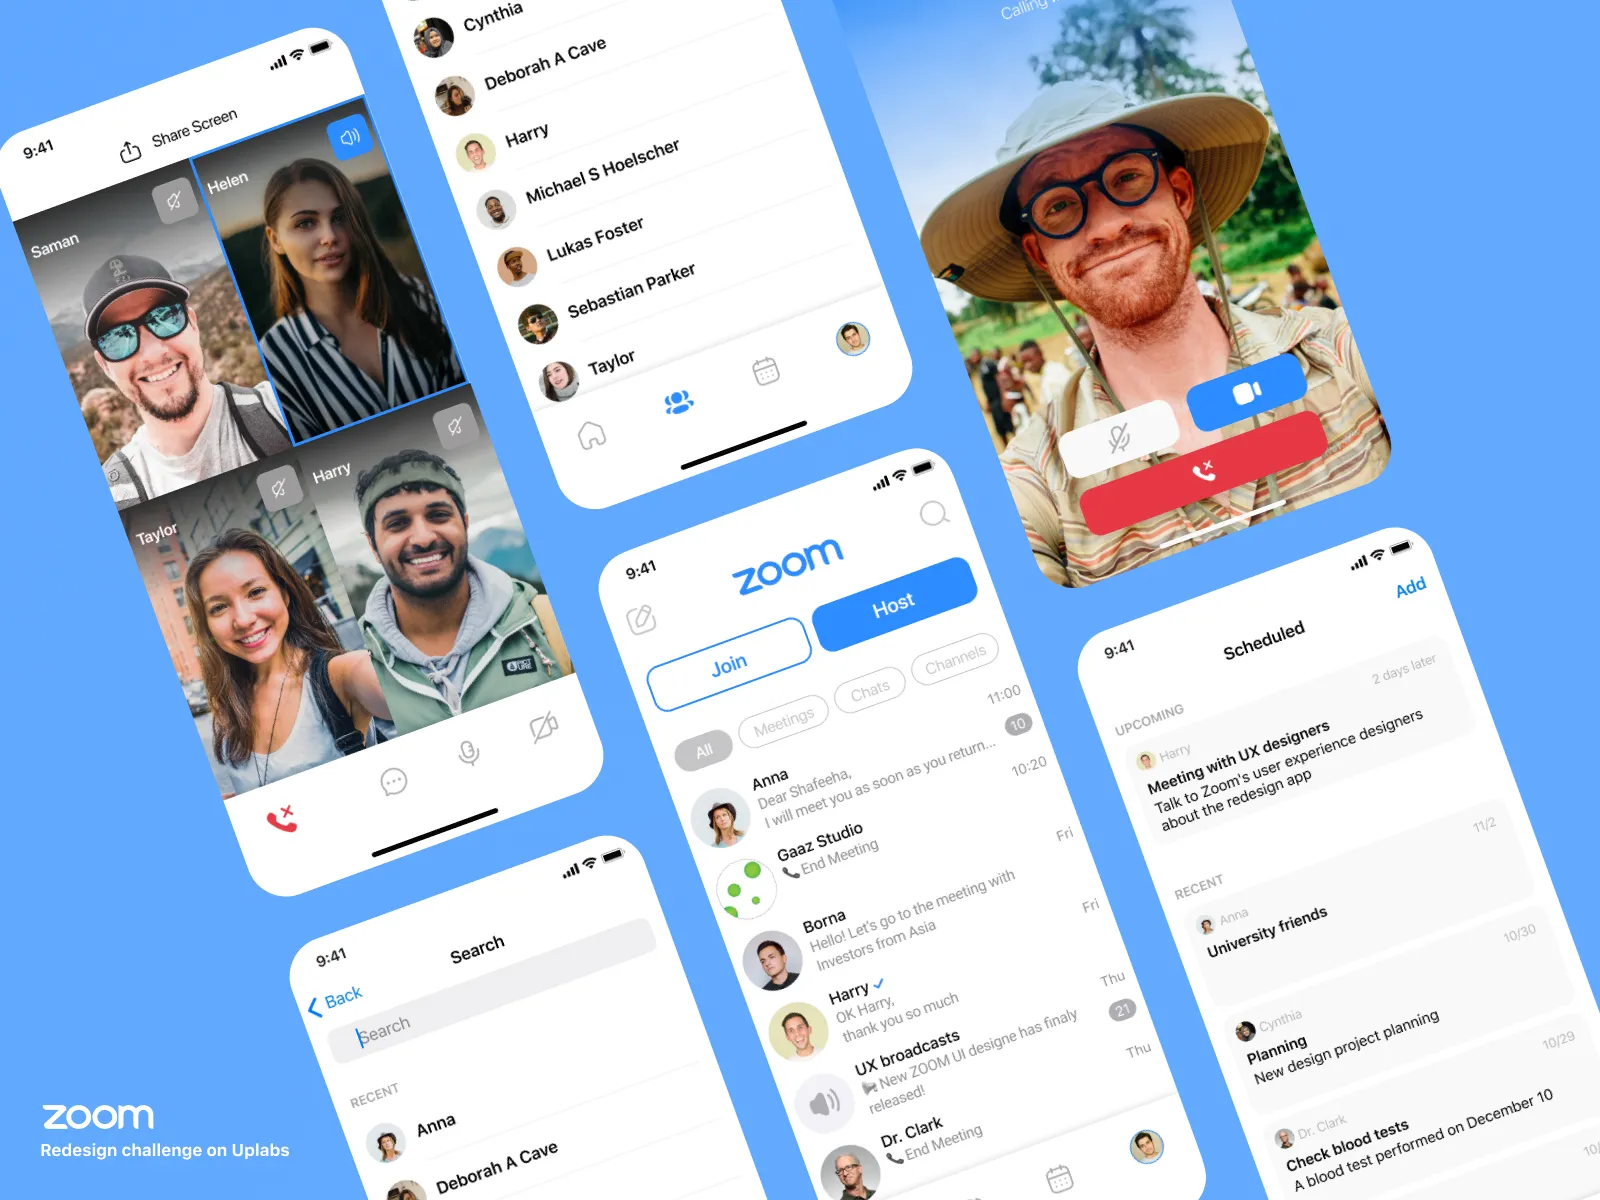 9:41
Share Screen
Saman
Helen
Taylor
Harry
Cynthia
Deborah A Cave
Harry
Michael S Hoelscher
Lukas Foster
Sebastian Parker
Taylor
Calling
9:41
zoom
Join
Host
All
Meetings
Chats
Channels
Anna
11:00
Dear Shafeeha,
I will meet you as soon as you return...
10
Gaaz Studio
10:20
End Meeting
Borna
Fri
Hello! Let's go to the meeting with
Investors from Asia
Harry
Fri
OK Harry,
thank you so much
UX broadcasts
Thu
New ZOOM UI designe has finaly
released!
21
Dr. Clark
Thu
End Meeting
9:41
Add
Scheduled
UPCOMING
2 days later
Harry
Meeting with UX designers
Talk to Zoom's user experience designers
about the redesign app
RECENT
11/2
Anna
University friends
10/30
Cynthia
Planning
New design project planning
10/29
Dr. Clark
Check blood tests
A blood test performed on December 10
10/
9:41
Search
Back
Search
RECENT
Anna
Deborah A Cave
zoom
Redesign challenge on Uplabs